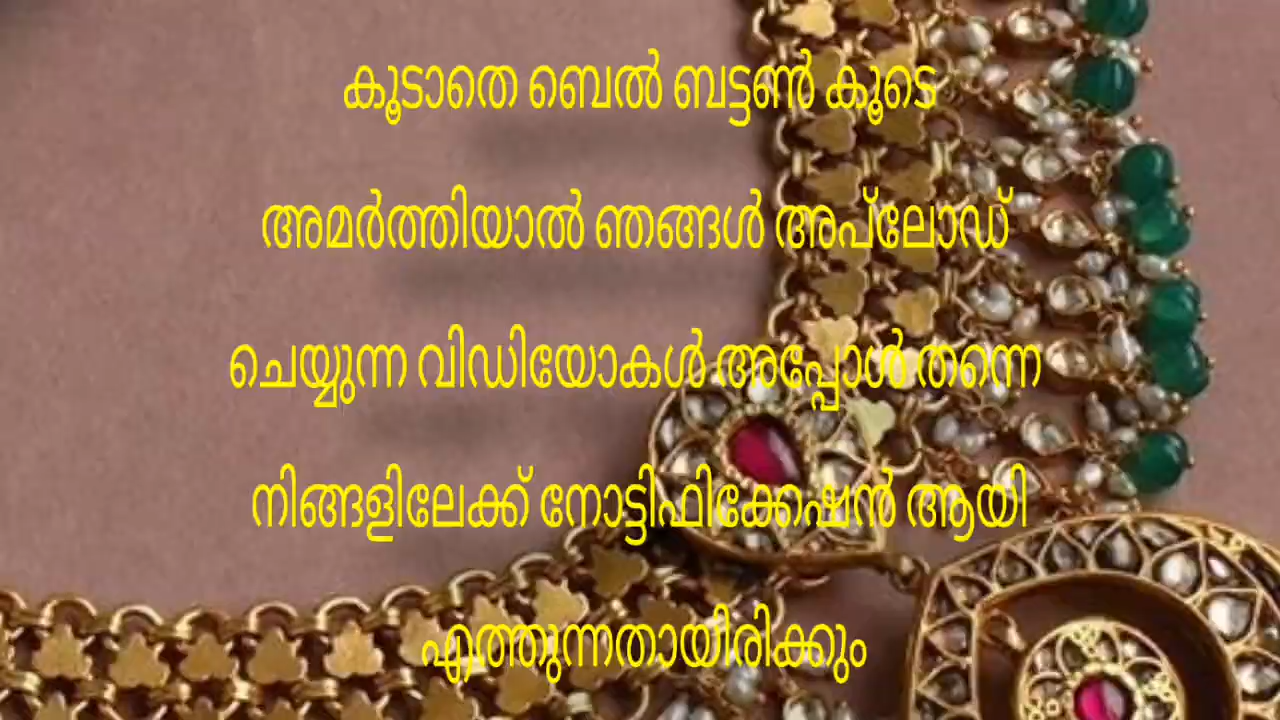 കൂടാതെ ബെൽ ബട്ടൺ കൂടെ
അമർത്തിയാൽ ഞങ്ങൾ അപ്ലോഡ്
ചെയ്യുന്ന വിഡിയോകൾ അപ്പോൾ തന്നെ
നിങ്ങളിലേക്ക് നോട്ടിഫിക്കേഷൻ ആയി
എത്തുന്നതായിരിക്കും